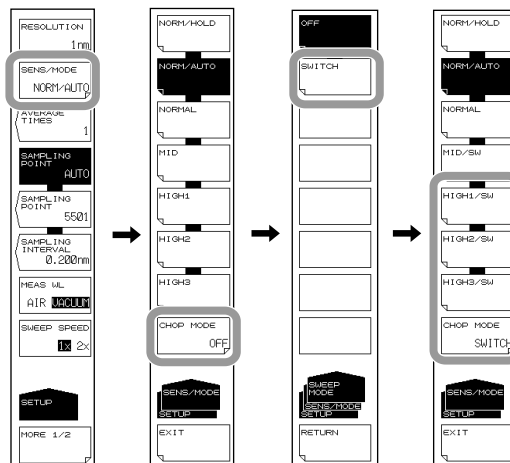 RESOLUTION
1nm
SENS/MODE
NORM/AUTO
AVERAGE
TIMES
1
SAMPLING
POINT
AUTO
SAMPLING
POINT
5501
SAMPLING
INTERVAL
0.200nm
MEAS WL
AIR VACUUM
SWEEP SPEED
1x 2x
SETUP
MORE 1/2
NORM/HOLD
NORM/AUTO
NORMAL
MID
HIGH1
HIGH2
HIGH3
CHOP MODE
OFF
SENS/MODE
SETUP
EXIT
OFF
SWITCH
SWEEP
MODE
SENS/MODE
SETUP
RETURN
NORM/HOLD
NORM/AUTO
NORMAL
MID/SW
HIGH1/SW
HIGH2/SW
HIGH3/SW
CHOP MODE
SWITCH
SENS/MODE
SETUP
EXIT